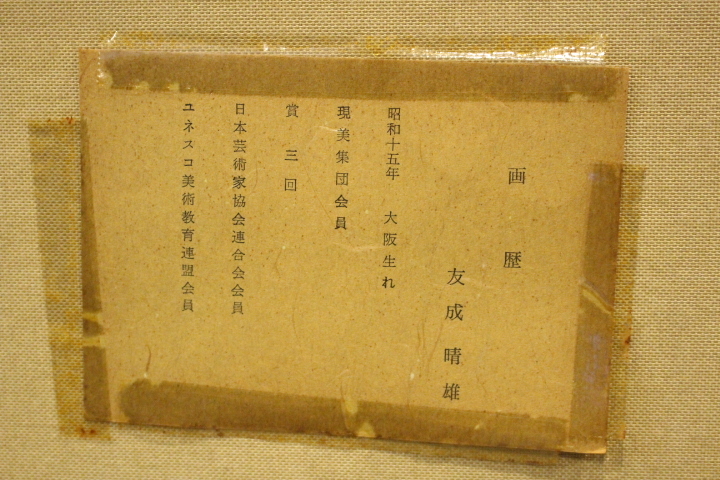 画歴
友成晴雄
昭和十五年 大阪生れ
現美集団会員
賞三回
日本芸術家協会連合会会員
ユネスコ美術教育連盟会員